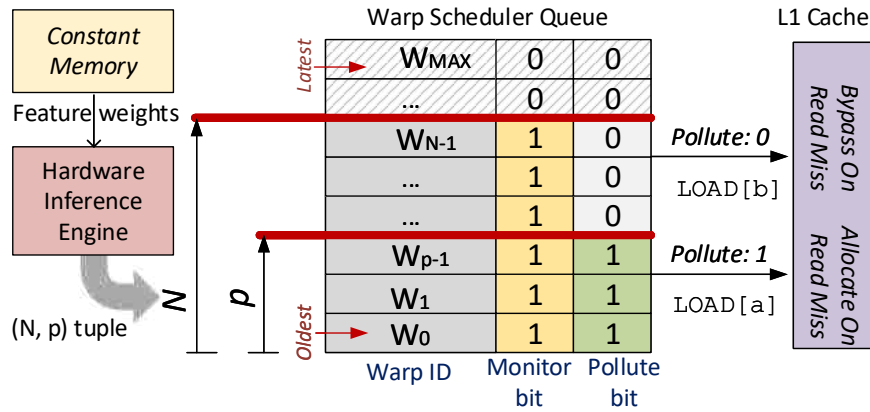 Warp Scheduler Queue
L1 Cache
Constant
Memory
Feature weights
Hardware
Inference
Engine
(N, p) tuple
N
p
Latest
Oldest
WMAX 0 0
... 0 0
WN-1 1 0
... 1 0
... 1 0
Wp-1 1 1
W1 1 1
W0 1 1
Warp ID
Monitor
bit
Pollute
bit
Pollute: 0
LOAD[b]
Pollute: 1
LOAD[a]
Bypass On
Read Miss
Allocate On
Read Miss